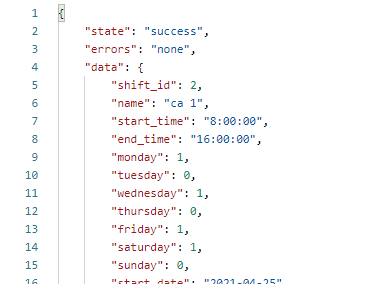 1 {
2 "state": "success",
3 "errors": "none",
4 "data": {
5 "shift_id": 2,
6 "name": "ca 1",
7 "start_time": "8:00:00",
8 "end_time": "16:00:00",
9 "monday": 1,
10 "tuesday": 0,
11 "wednesday": 1,
12 "thursday": 0,
13 "friday": 1,
14 "saturday": 1,
15 "sunday": 0,
16 "start_date": "2021-04-25"